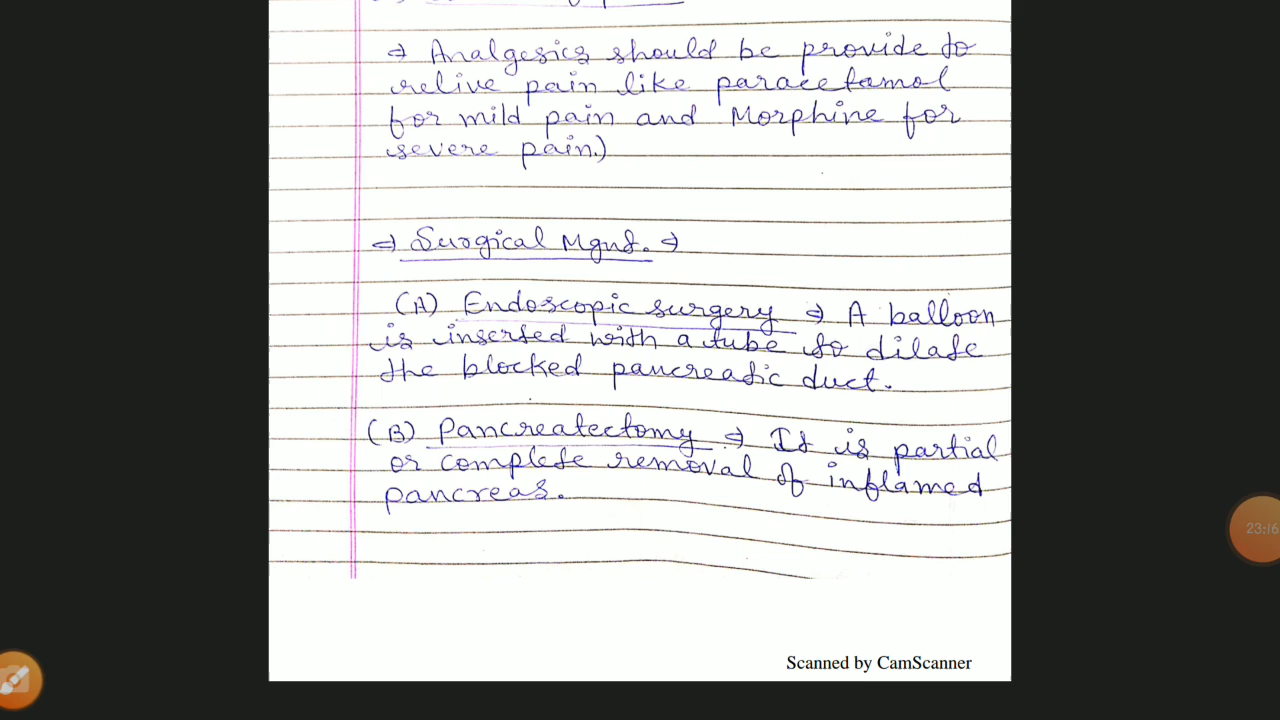 ⇒ Analgesics should be provide to
relive pain like paracetamol
for mild pain and Morphine for
severe pain.)
⇒ Surgical Mgnt. ⇒
(A) Endoscopic surgery ⇒ A balloon
is inserted with a tube to dilate
the blocked pancreatic duct.
(B) Pancreatectomy ⇒ It is partial
or complete removal of inflamed
pancreas.
23:16
Scanned by CamScanner